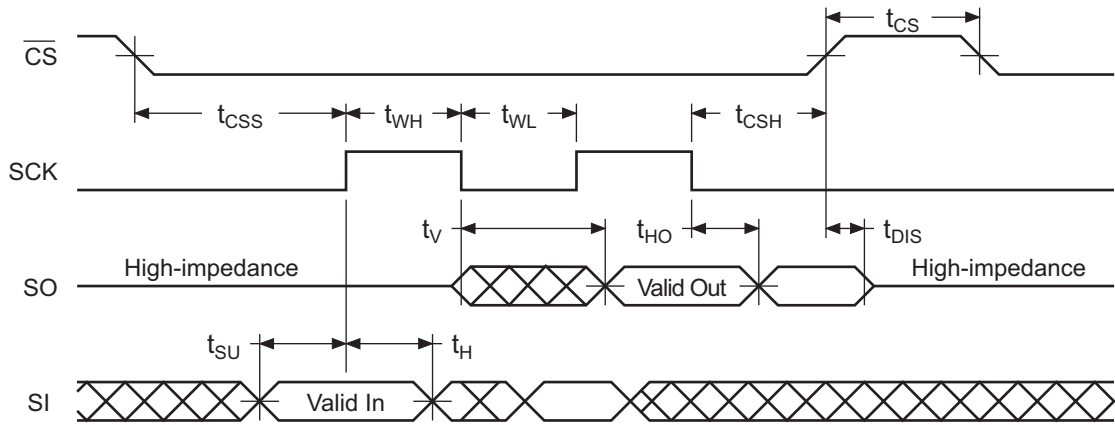 tCS
CS
tCSS
tWH
tWL
tCSH
SCK
tV
tHO
tDIS
High-impedance
High-impedance
SO
Valid Out
tSU
tH
SI
Valid In